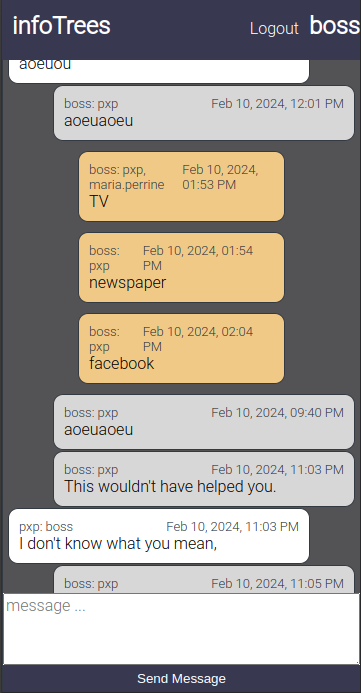 infoTrees
Logout boss
aoeuou
boss: pxp Feb 10, 2024, 12:01 PM
aoeuaoeu
boss: pxp, Feb 10, 2024,
maria.perrine 01:53 PM
TV
boss: Feb 10, 2024, 01:54
pxp PM
newspaper
boss: Feb 10, 2024, 02:04
pxp PM
facebook
boss: pxp Feb 10, 2024, 09:40 PM
aoeuaoeu
boss: pxp Feb 10, 2024, 11:03 PM
This wouldn't have helped you.
pxp: boss Feb 10, 2024, 11:03 PM
I don't know what you mean,
boss: pxp Feb 10, 2024, 11:05 PM
message ...
Send Message